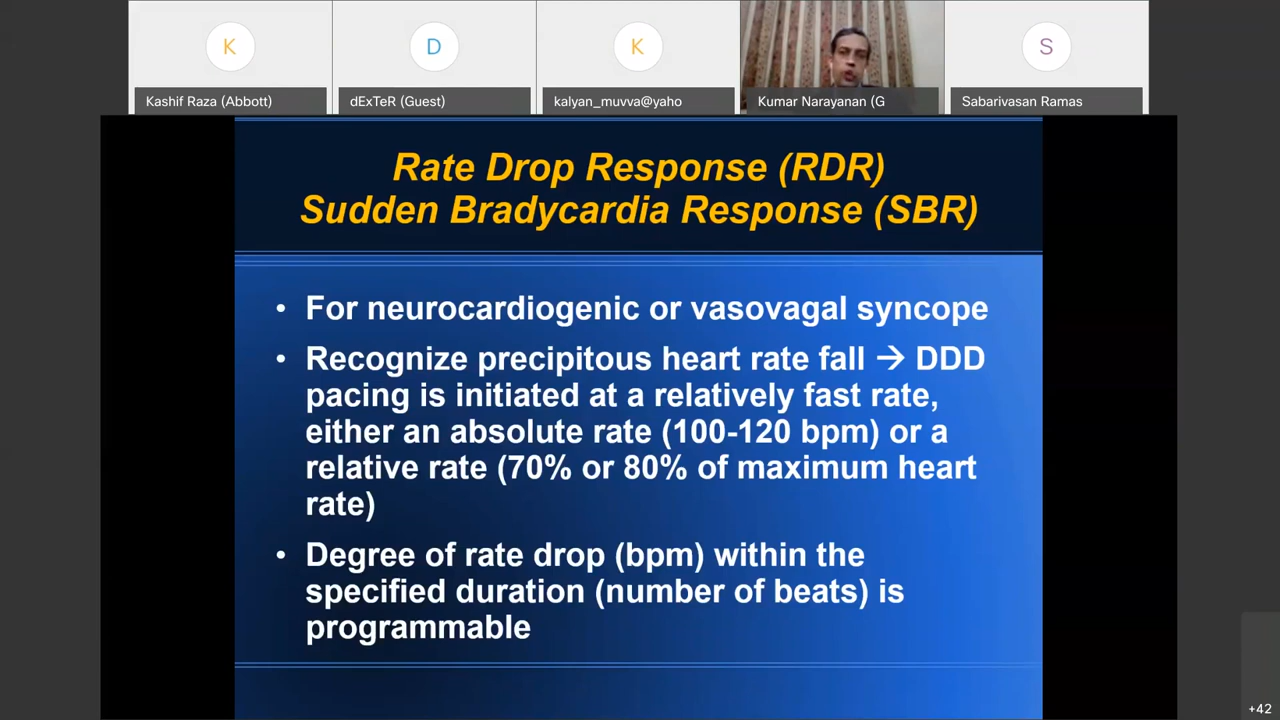 K
D
K
S
Kashif Raza (Abbott)
dExTeR (Guest)
kalyan_muvva@yaho
Kumar Narayanan (G
Sabarivasan Ramas
Rate Drop Response (RDR)
Sudden Bradycardia Response (SBR)
• For neurocardiogenic or vasovagal syncope
• Recognize precipitous heart rate fall → DDD
pacing is initiated at a relatively fast rate,
either an absolute rate (100-120 bpm) or a
relative rate (70% or 80% of maximum heart
rate)
• Degree of rate drop (bpm) within the
specified duration (number of beats) is
programmable
+42